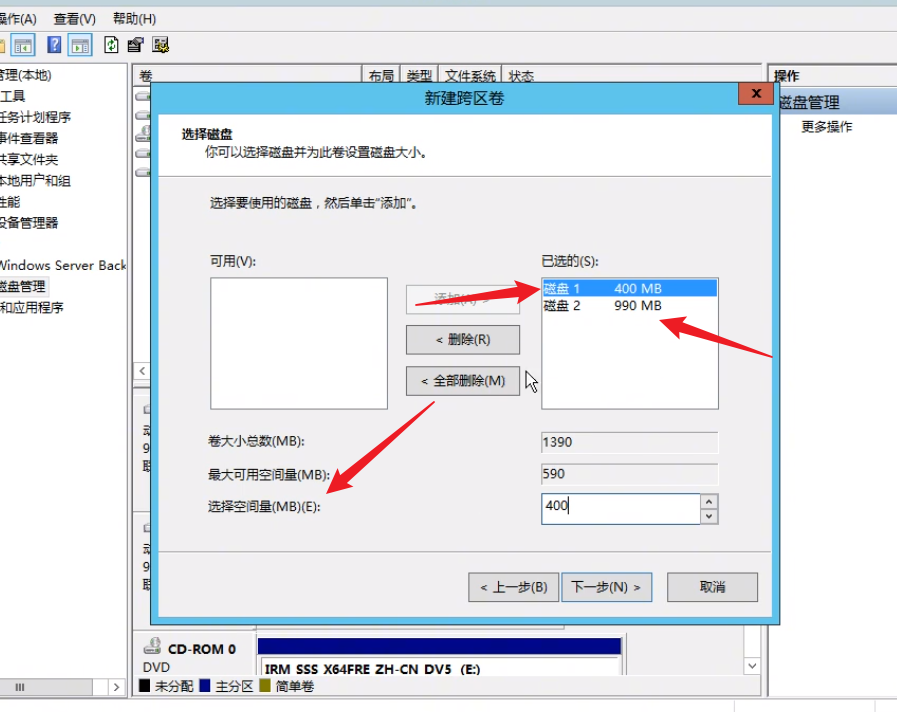 操作(A) 查看(V) 帮助(H)
管理(本地)
工具
任务计划程序
事件查看器
共享文件夹
本地用户和组
性能
设备管理器
Windows Server Back
磁盘管理
和应用程序
卷 布局 类型 文件系统 状态
操作
磁盘管理
更多操作
新建跨区卷
x
选择磁盘
你可以选择磁盘并为此卷设置磁盘大小。
选择要使用的磁盘，然后单击“添加”。
可用(V):
已选的(S):
添加(A) >
< 删除(R)
< 全部删除(M)
磁盘 1 400 MB
磁盘 2 990 MB
卷大小总数(MB): 1390
最大可用空间量(MB): 590
选择空间量(MB)(E): 400
< 上一步(B) 下一步(N) > 取消
CD-ROM 0
DVD
IRM_SSS_X64FRE_ZH-CN_DV5 (E:)
未分配 主分区 简单卷